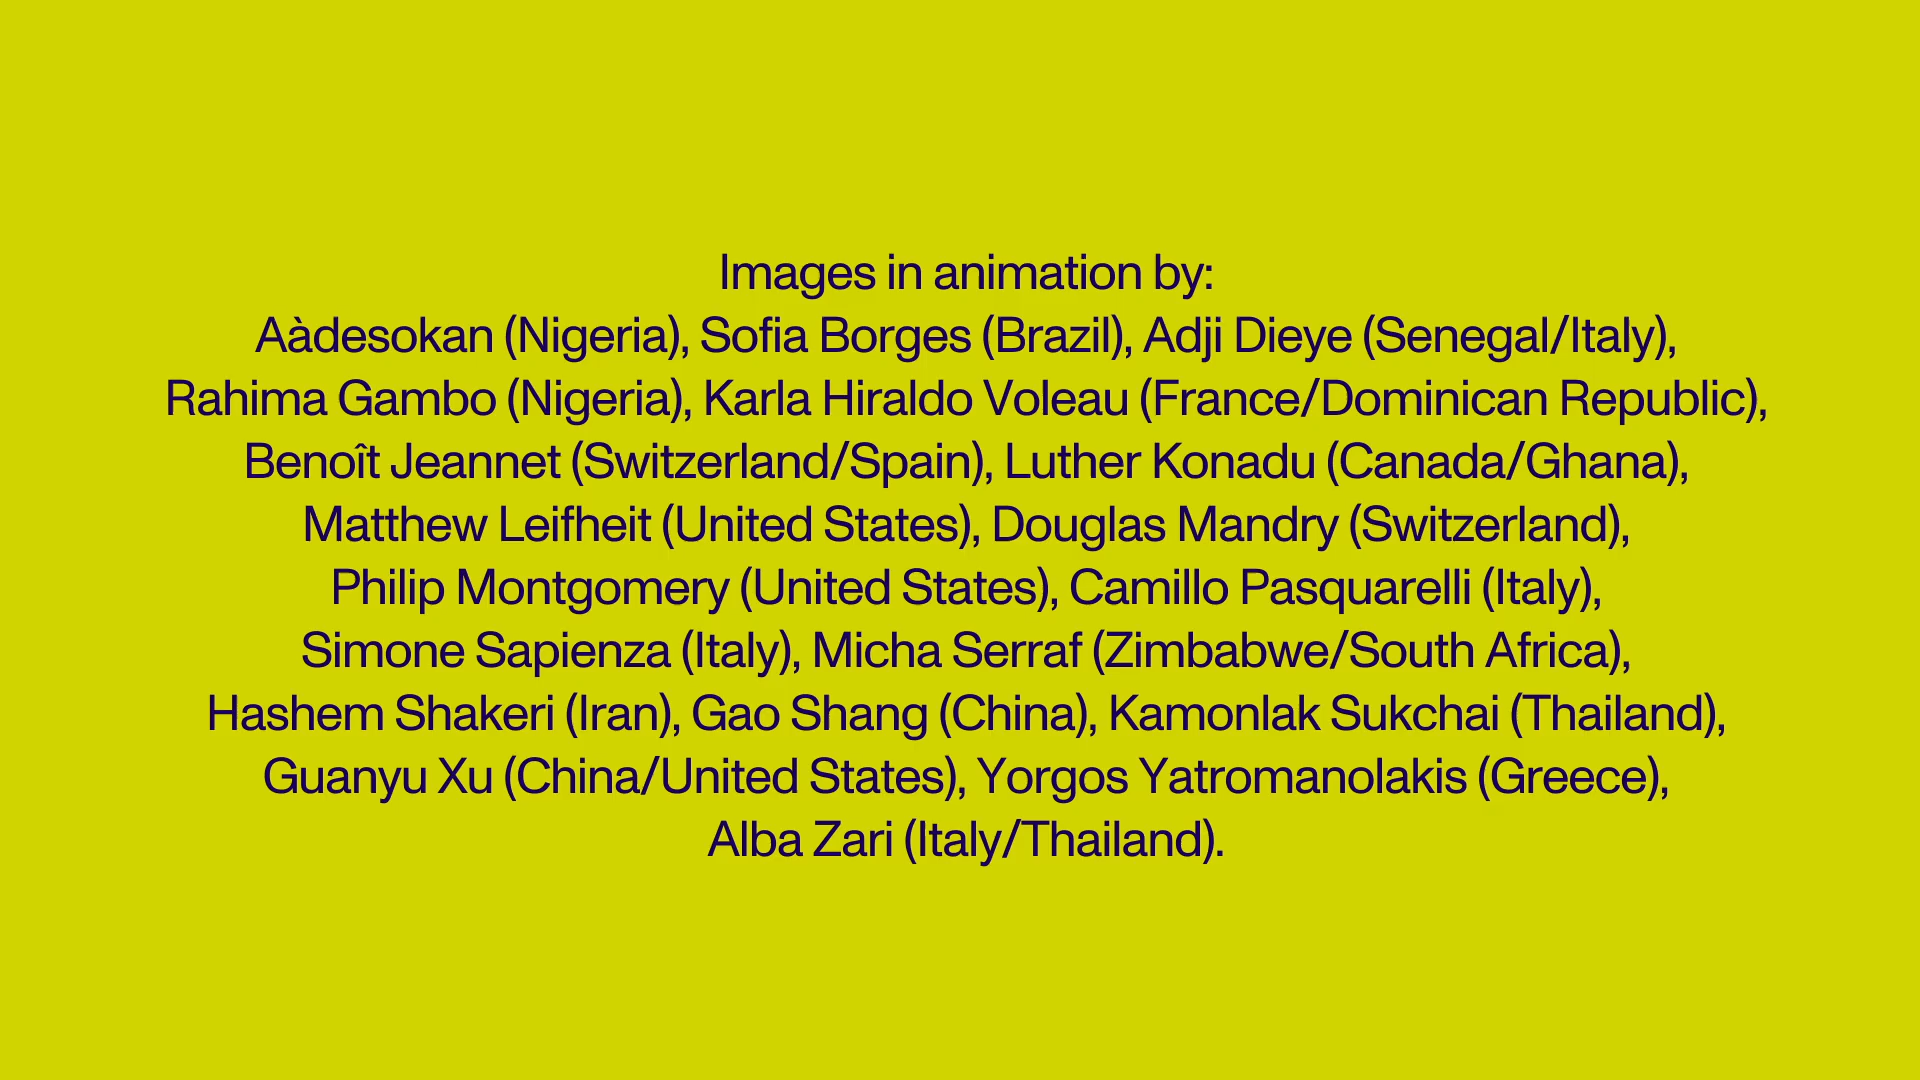 Images in animation by:
Aàdesokan (Nigeria), Sofia Borges (Brazil), Adji Dieye (Senegal/Italy),
Rahima Gambo (Nigeria), Karla Hiraldo Voleau (France/Dominican Republic),
Benoît Jeannet (Switzerland/Spain), Luther Konadu (Canada/Ghana),
Matthew Leifheit (United States), Douglas Mandry (Switzerland),
Philip Montgomery (United States), Camillo Pasquarelli (Italy),
Simone Sapienza (Italy), Micha Serraf (Zimbabwe/South Africa),
Hashem Shakeri (Iran), Gao Shang (China), Kamonlak Sukchai (Thailand),
Guanyu Xu (China/United States), Yorgos Yatromanolakis (Greece),
Alba Zari (Italy/Thailand).